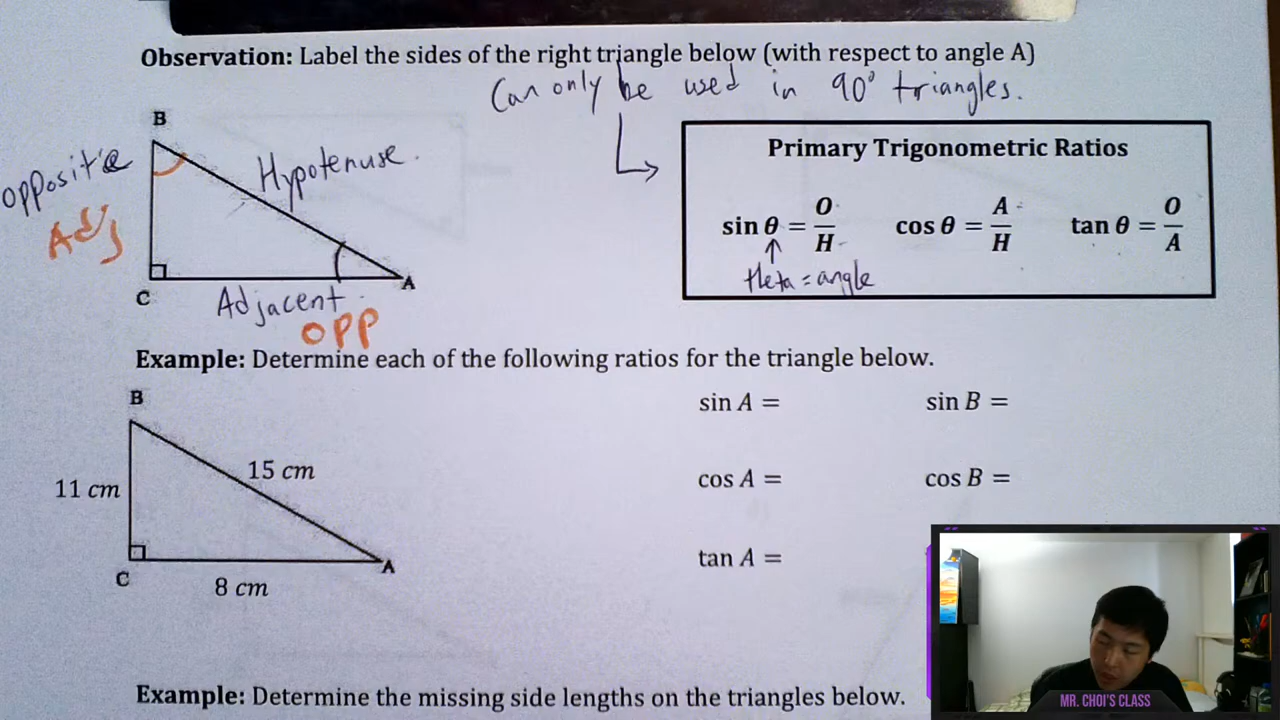 Observation: Label the sides of the right triangle below (with respect to angle A)
Can only be used in 90° triangles.
B
Opposite
Hypotenuse.
Adj
C
A
Adjacent
OPP
Primary Trigonometric Ratios
sin θ = O/H
cos θ = A/H
tan θ = O/A
theta = angle
Example: Determine each of the following ratios for the triangle below.
B
11 cm
15 cm
C
A
8 cm
sin A =
sin B =
cos A =
cos B =
tan A =
MR. CHOI'S CLASS
Example: Determine the missing side lengths on the triangles below.